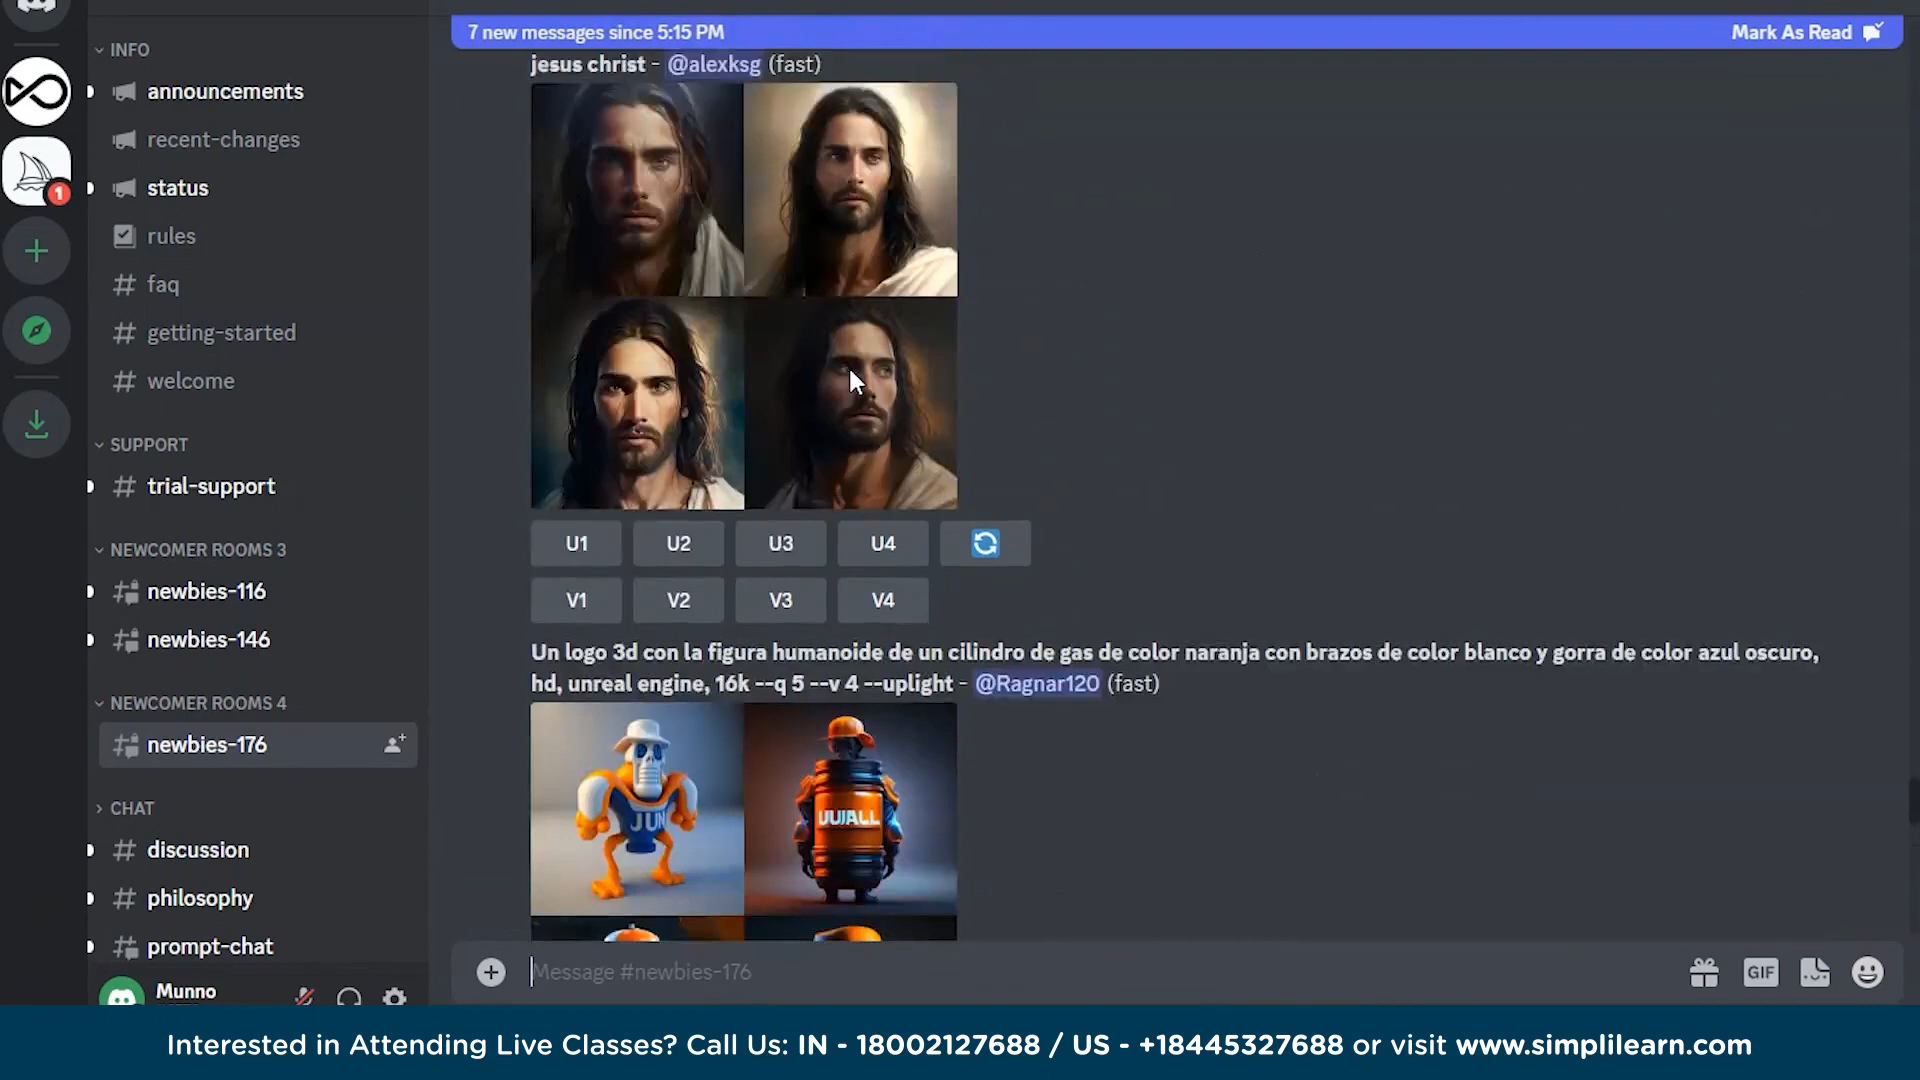 7 new messages since 5:15 PM
Mark As Read
jesus christ - @alexksg (fast)
INFO
announcements
recent-changes
status
1
rules
faq
getting-started
welcome
SUPPORT
trial-support
NEWCOMER ROOMS 3
newbies-116
newbies-146
NEWCOMER ROOMS 4
newbies-176
CHAT
discussion
philosophy
prompt-chat
Munno
U1 U2 U3 U4
V1 V2 V3 V4
Un logo 3d con la figura humanoide de un cilindro de gas de color naranja con brazos de color blanco y gorra de color azul oscuro,
hd, unreal engine, 16k --q 5 --v 4 --uplight - @Ragnar120 (fast)
JUN
UUALL
Message #newbies-176
GIF
Interested in Attending Live Classes? Call Us: IN - 18002127688 / US - +18445327688 or visit www.simplilearn.com